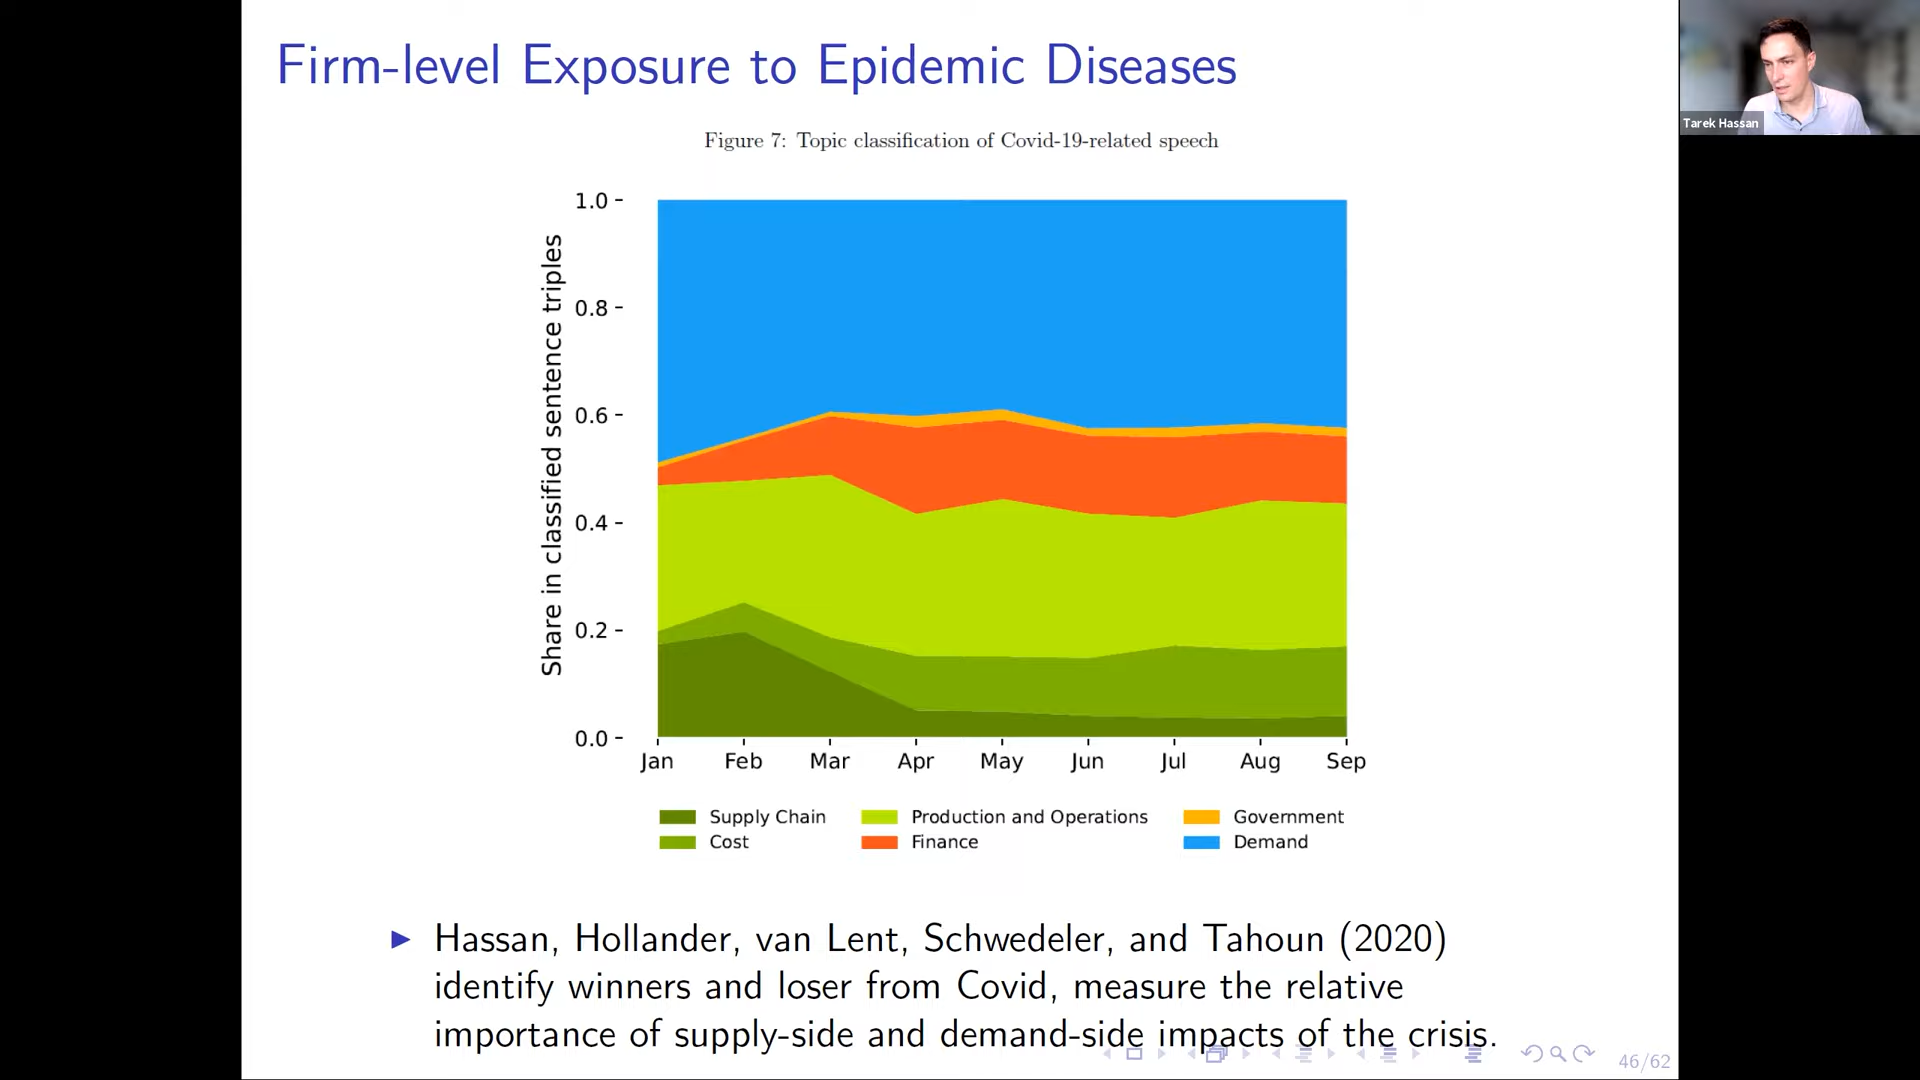 Firm-level Exposure to Epidemic Diseases
Tarek Hassan
Figure 7: Topic classification of Covid-19-related speech
Share in classified sentence triples
1.0
0.8
0.6
0.4
0.2
0.0
Jan Feb Mar Apr May Jun Jul Aug Sep
Supply Chain Production and Operations Government
Cost Finance Demand
Hassan, Hollander, van Lent, Schwedeler, and Tahoun (2020)
identify winners and loser from Covid, measure the relative
importance of supply-side and demand-side impacts of the crisis.
46/62